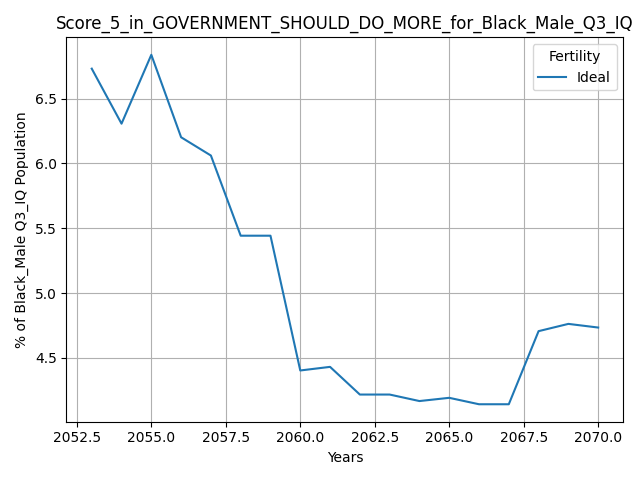 Score_5_in_GOVERNMENT_SHOULD_DO_MORE_for_Black_Male_Q3_IQ
Fertility
Ideal
% of Black_Male Q3_IQ Population
6.5
6.0
5.5
5.0
4.5
2052.5 2055.0 2057.5 2060.0 2062.5 2065.0 2067.5 2070.0
Years